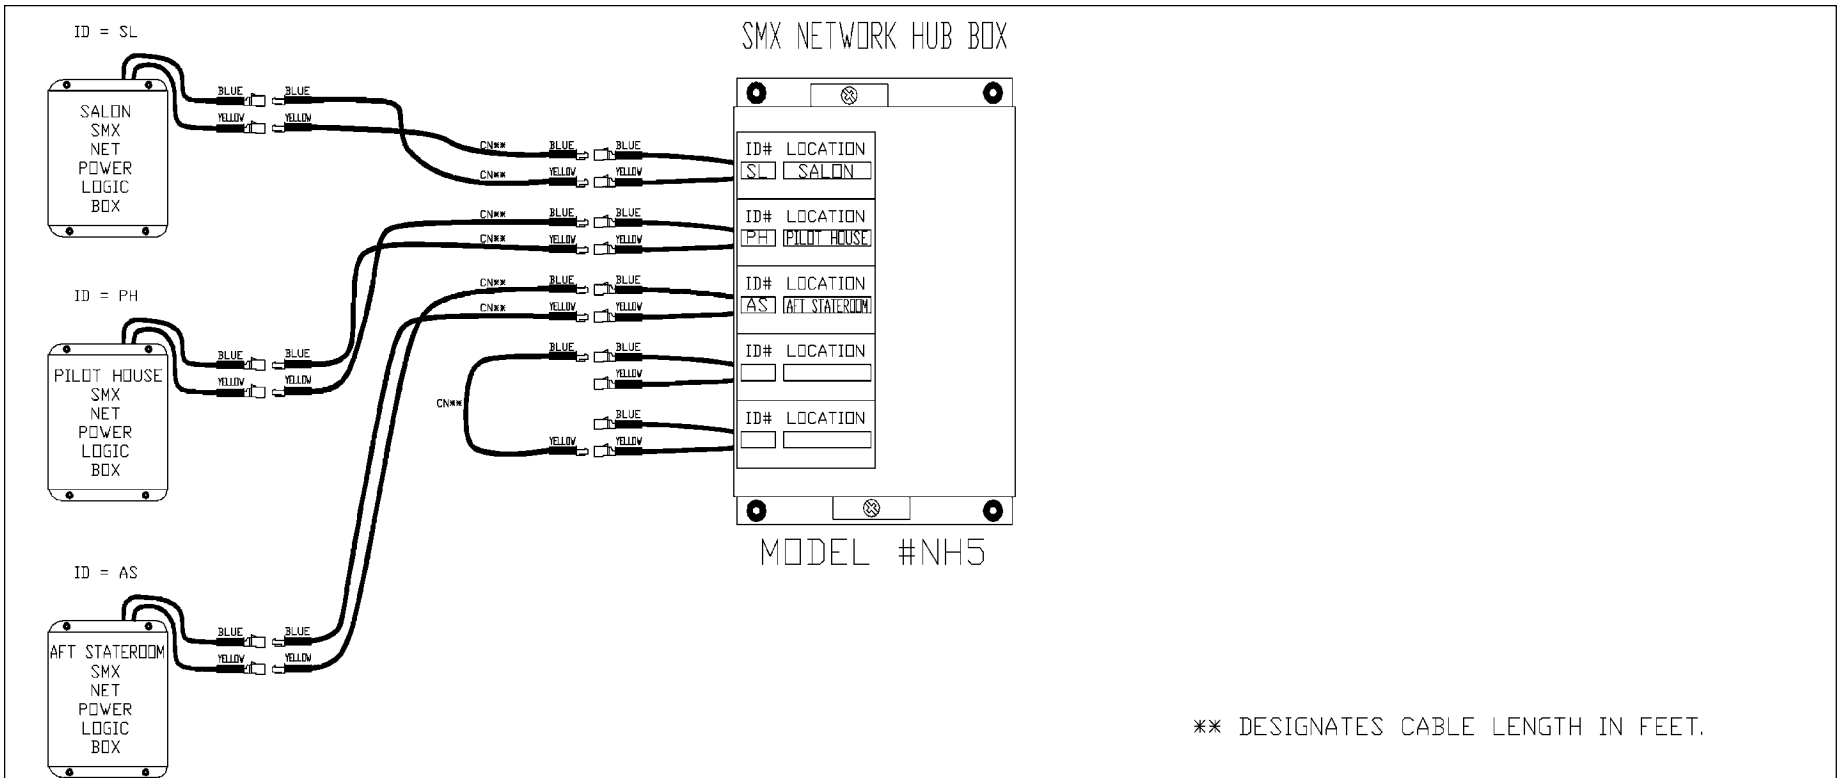 ID = SL
SALON
SMX
NET
POWER
LOGIC
BOX
BLUE BLUE
YELLOW YELLOW
ID = PH
PILOT HOUSE
SMX
NET
POWER
LOGIC
BOX
BLUE BLUE
YELLOW YELLOW
ID = AS
AFT STATEROOM
SMX
NET
POWER
LOGIC
BOX
BLUE BLUE
YELLOW YELLOW
CN** BLUE BLUE
CN** YELLOW YELLOW
CN** BLUE BLUE
CN** YELLOW YELLOW
CN** BLUE BLUE
CN** YELLOW YELLOW
BLUE BLUE
YELLOW
CN**
BLUE
YELLOW YELLOW
SMX NETWORK HUB BOX
ID# LOCATION
SL SALON
ID# LOCATION
PH PILOT HOUSE
ID# LOCATION
AS AFT STATEROOM
ID# LOCATION
ID# LOCATION
MODEL #NH5
** DESIGNATES CABLE LENGTH IN FEET.